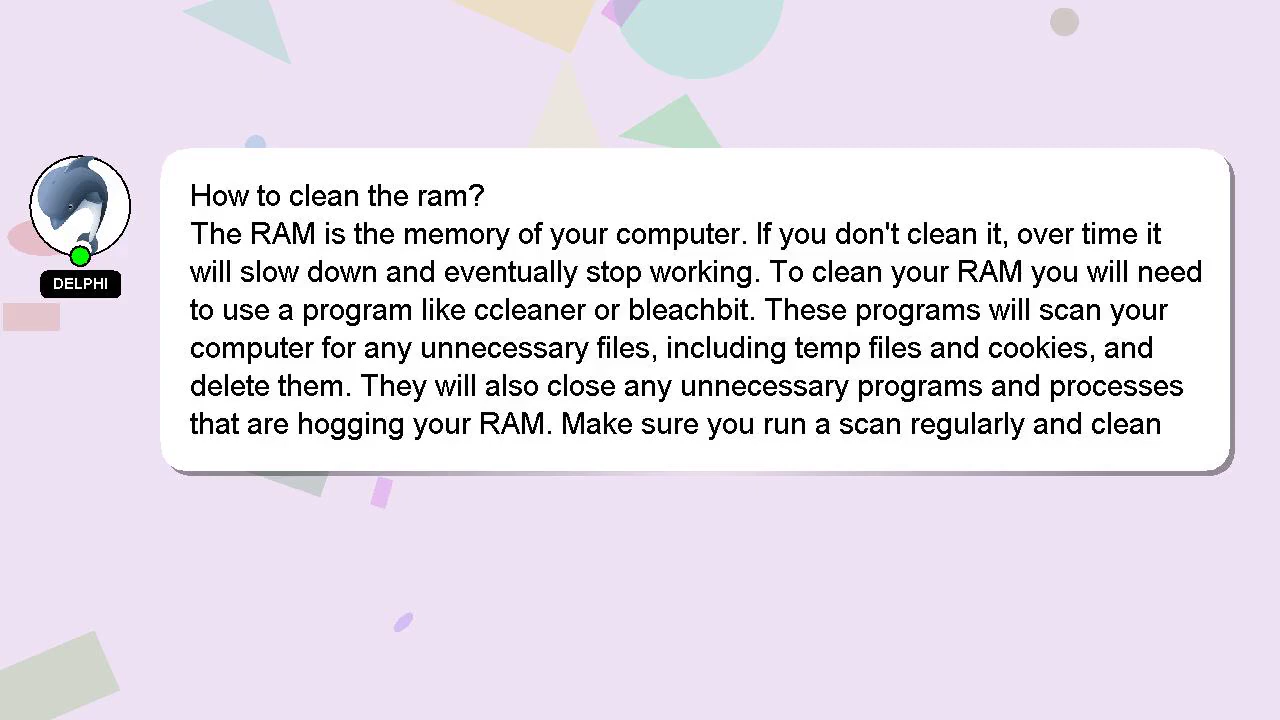 How to clean the ram?
The RAM is the memory of your computer. If you don't clean it, over time it
will slow down and eventually stop working. To clean your RAM you will need
to use a program like ccleaner or bleachbit. These programs will scan your
computer for any unnecessary files, including temp files and cookies, and
delete them. They will also close any unnecessary programs and processes
that are hogging your RAM. Make sure you run a scan regularly and clean
DELPHI